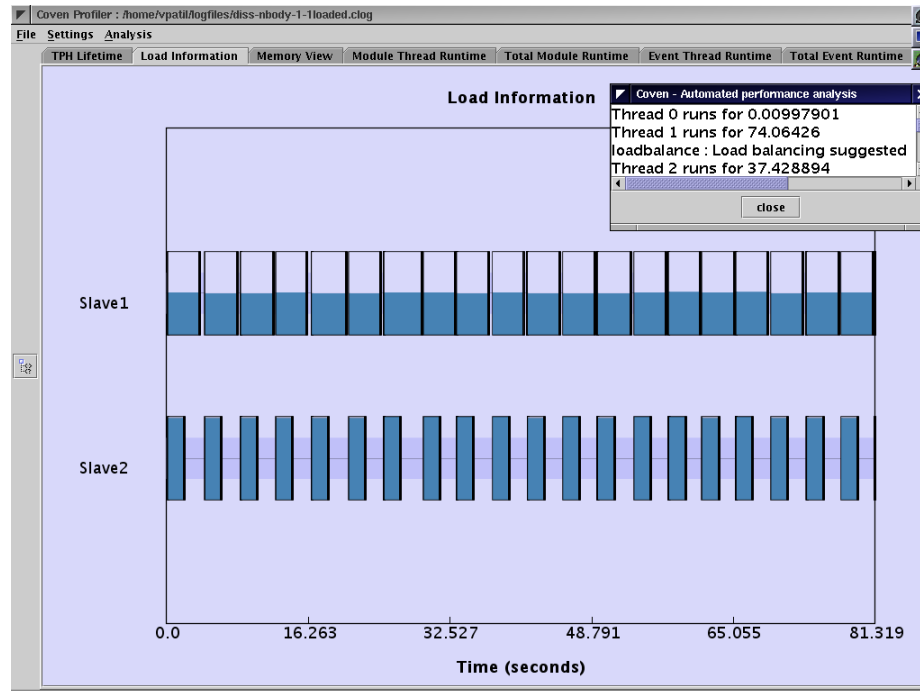 Coven Profiler : /home/vpatil/logfiles/diss-nbody-1-1loaded.clog
File Settings Analysis
TPH Lifetime Load Information Memory View Module Thread Runtime Total Module Runtime Event Thread Runtime Total Event Runtime
Load Information
Coven - Automated performance analysis
Thread 0 runs for 0.00997901
Thread 1 runs for 74.06426
loadbalance : Load balancing suggested
Thread 2 runs for 37.428894
close
Slave1
Slave2
0.0 16.263 32.527 48.791 65.055 81.319
Time (seconds)